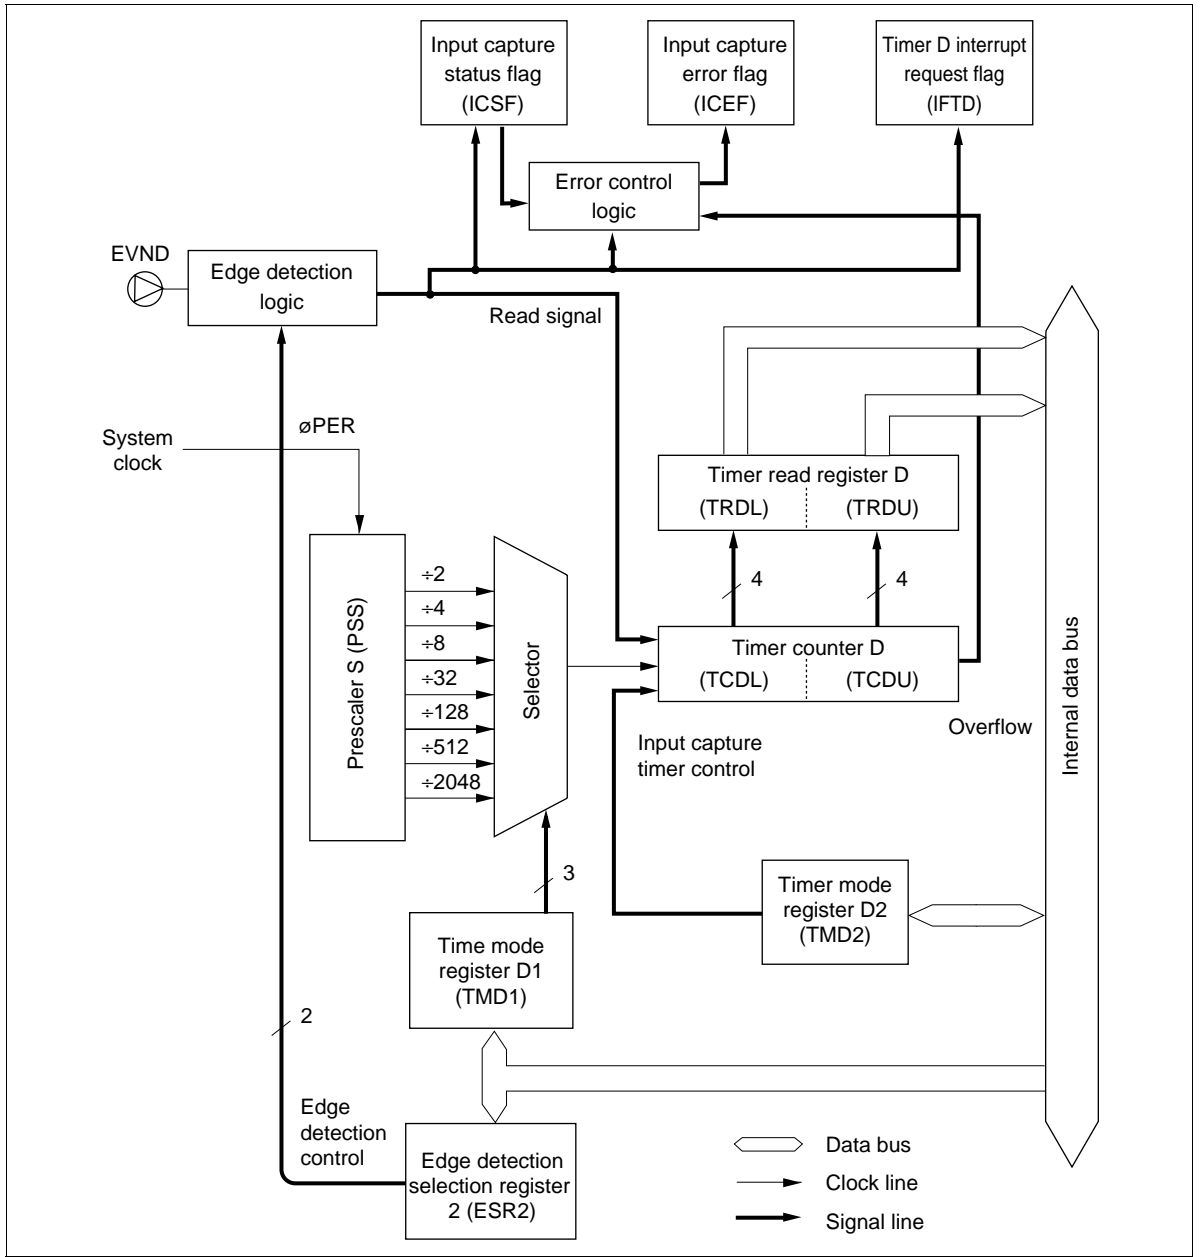 Input capture
status flag
(ICSF)
Input capture
error flag
(ICEF)
Timer D interrupt
request flag
(IFTD)
Error control
logic
EVND
Edge detection
logic
Read signal
øPER
System
clock
Timer read register D
(TRDL)
(TRDU)
4
4
÷2
÷4
÷8
÷32
÷128
÷512
÷2048
Prescaler S (PSS)
Selector
Timer counter D
(TCDL)
(TCDU)
Internal data bus
Overflow
Input capture
timer control
3
Timer mode
register D2
(TMD2)
Time mode
register D1
(TMD1)
2
Edge
detection
control
Edge detection
selection register
2 (ESR2)
Data bus
Clock line
Signal line